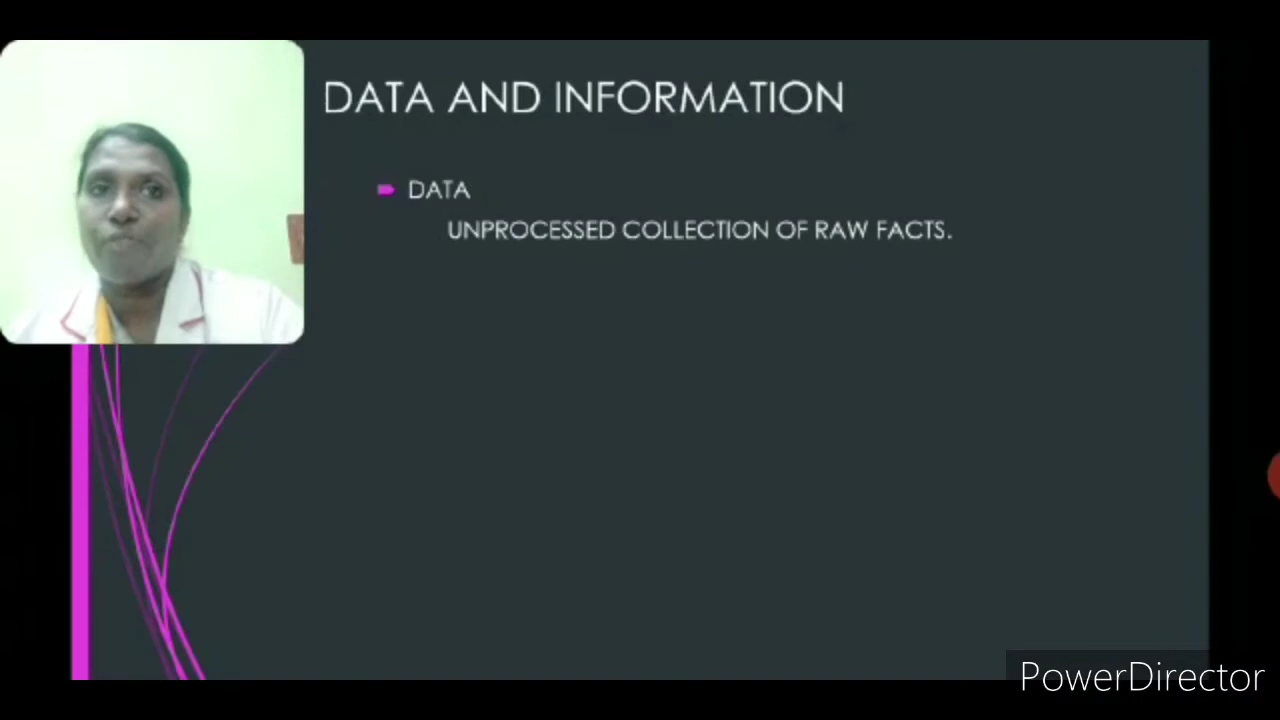 DATA AND INFORMATION
DATA
UNPROCESSED COLLECTION OF RAW FACTS.
PowerDirector